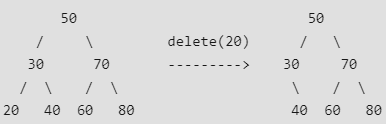 50 50
/ \ delete(20) / \
30 70 ---------> 30 70
/ \ / \ \ / \
20 40 60 80 40 60 80